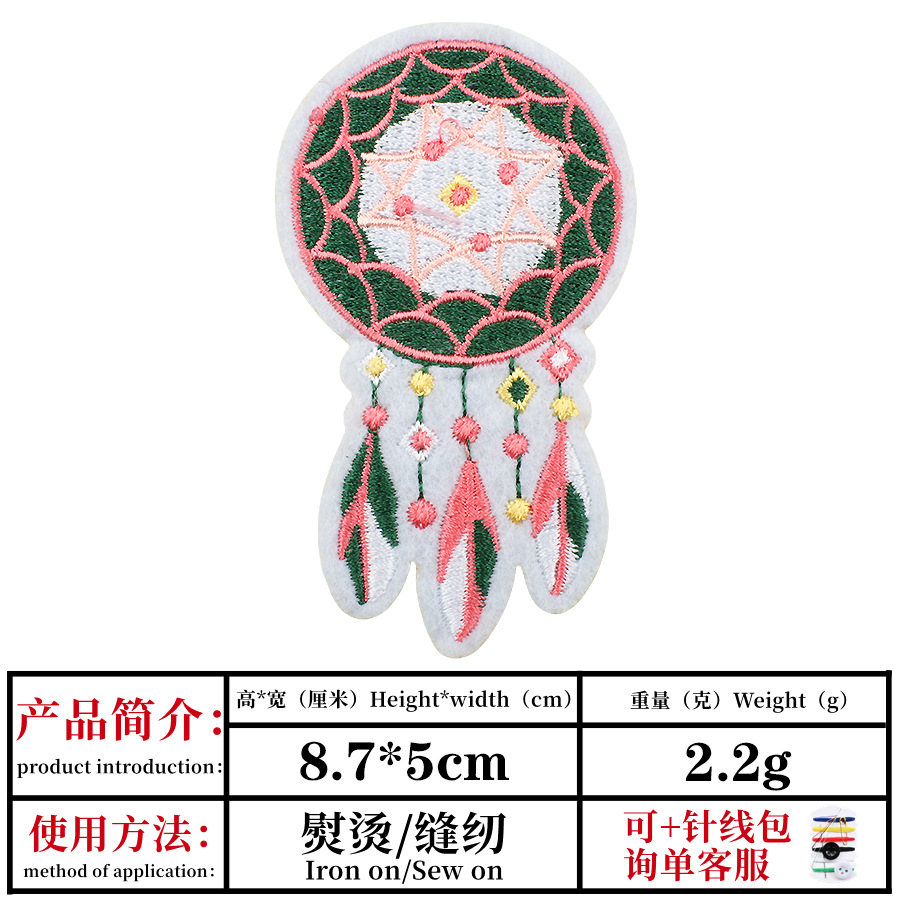 产品简介：
product introduction:
高*宽（厘米）Height*width（cm）
重量（克）Weight（g）
8.7*5cm
2.2g
使用方法：
method of application:
熨烫/缝纫
Iron on/Sew on
可+针线包
询单客服